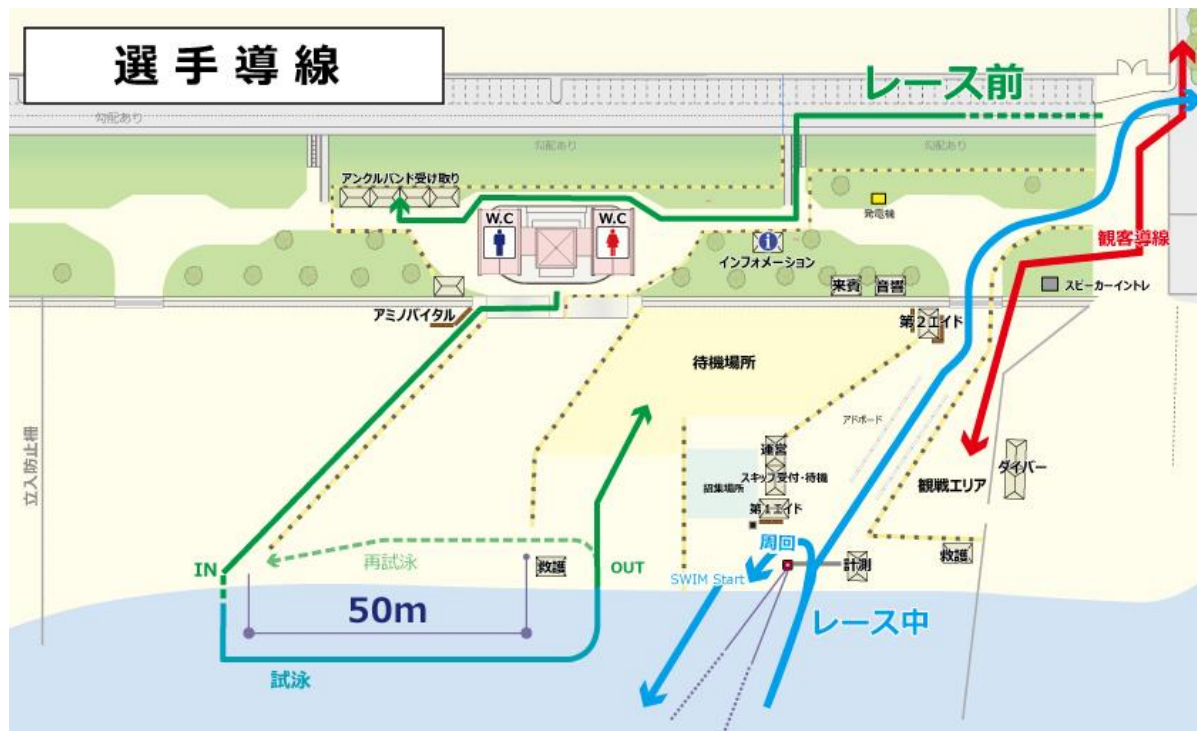 選手導線
レース前
勾配あり
勾配あり
勾配あり
アンクルバンド受け取り
W.C
W.C
発電機
インフォメーション
観客導線
来賓
音響
スピーカーイントレ
アミノバイタル
第2エイド
待機場所
アドボード
立入防止柵
運営
スキップ受付・待機
招集場所
第1エイド
観戦エリア
ダイバー
周回
再試泳
救護
IN
OUT
SWIM Start
計測
救護
50m
レース中
試泳